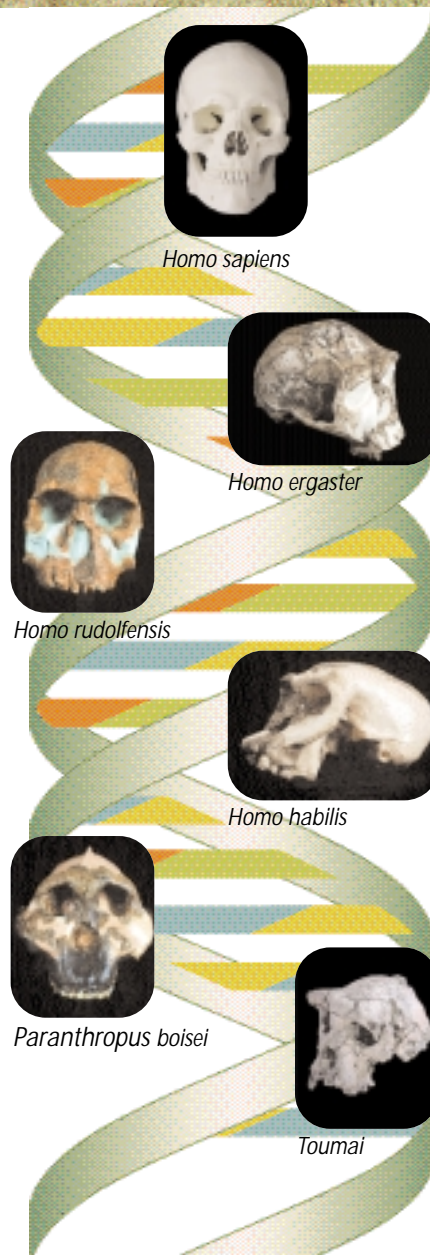 Homo sapiens
Homo ergaster
Homo rudolfensis
Homo habilis
Paranthropus boisei
Toumai